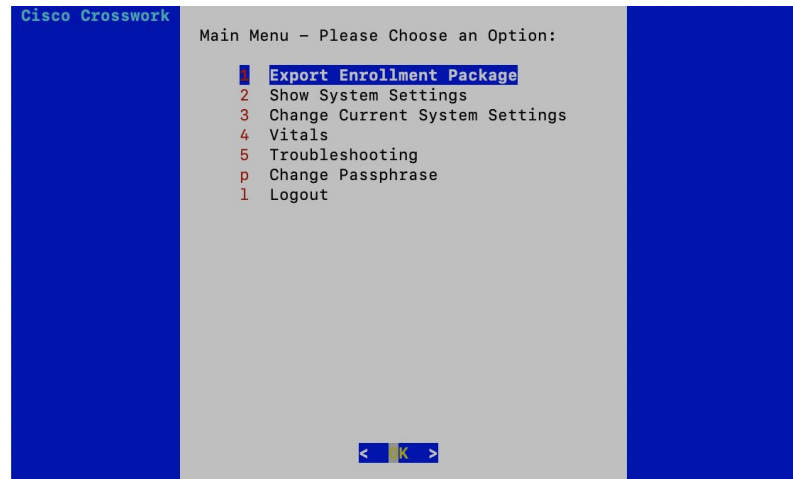 Cisco Crosswork
Main Menu – Please Choose an Option:
1 Export Enrollment Package
2 Show System Settings
3 Change Current System Settings
4 Vitals
5 Troubleshooting
p Change Passphrase
l Logout
< OK >